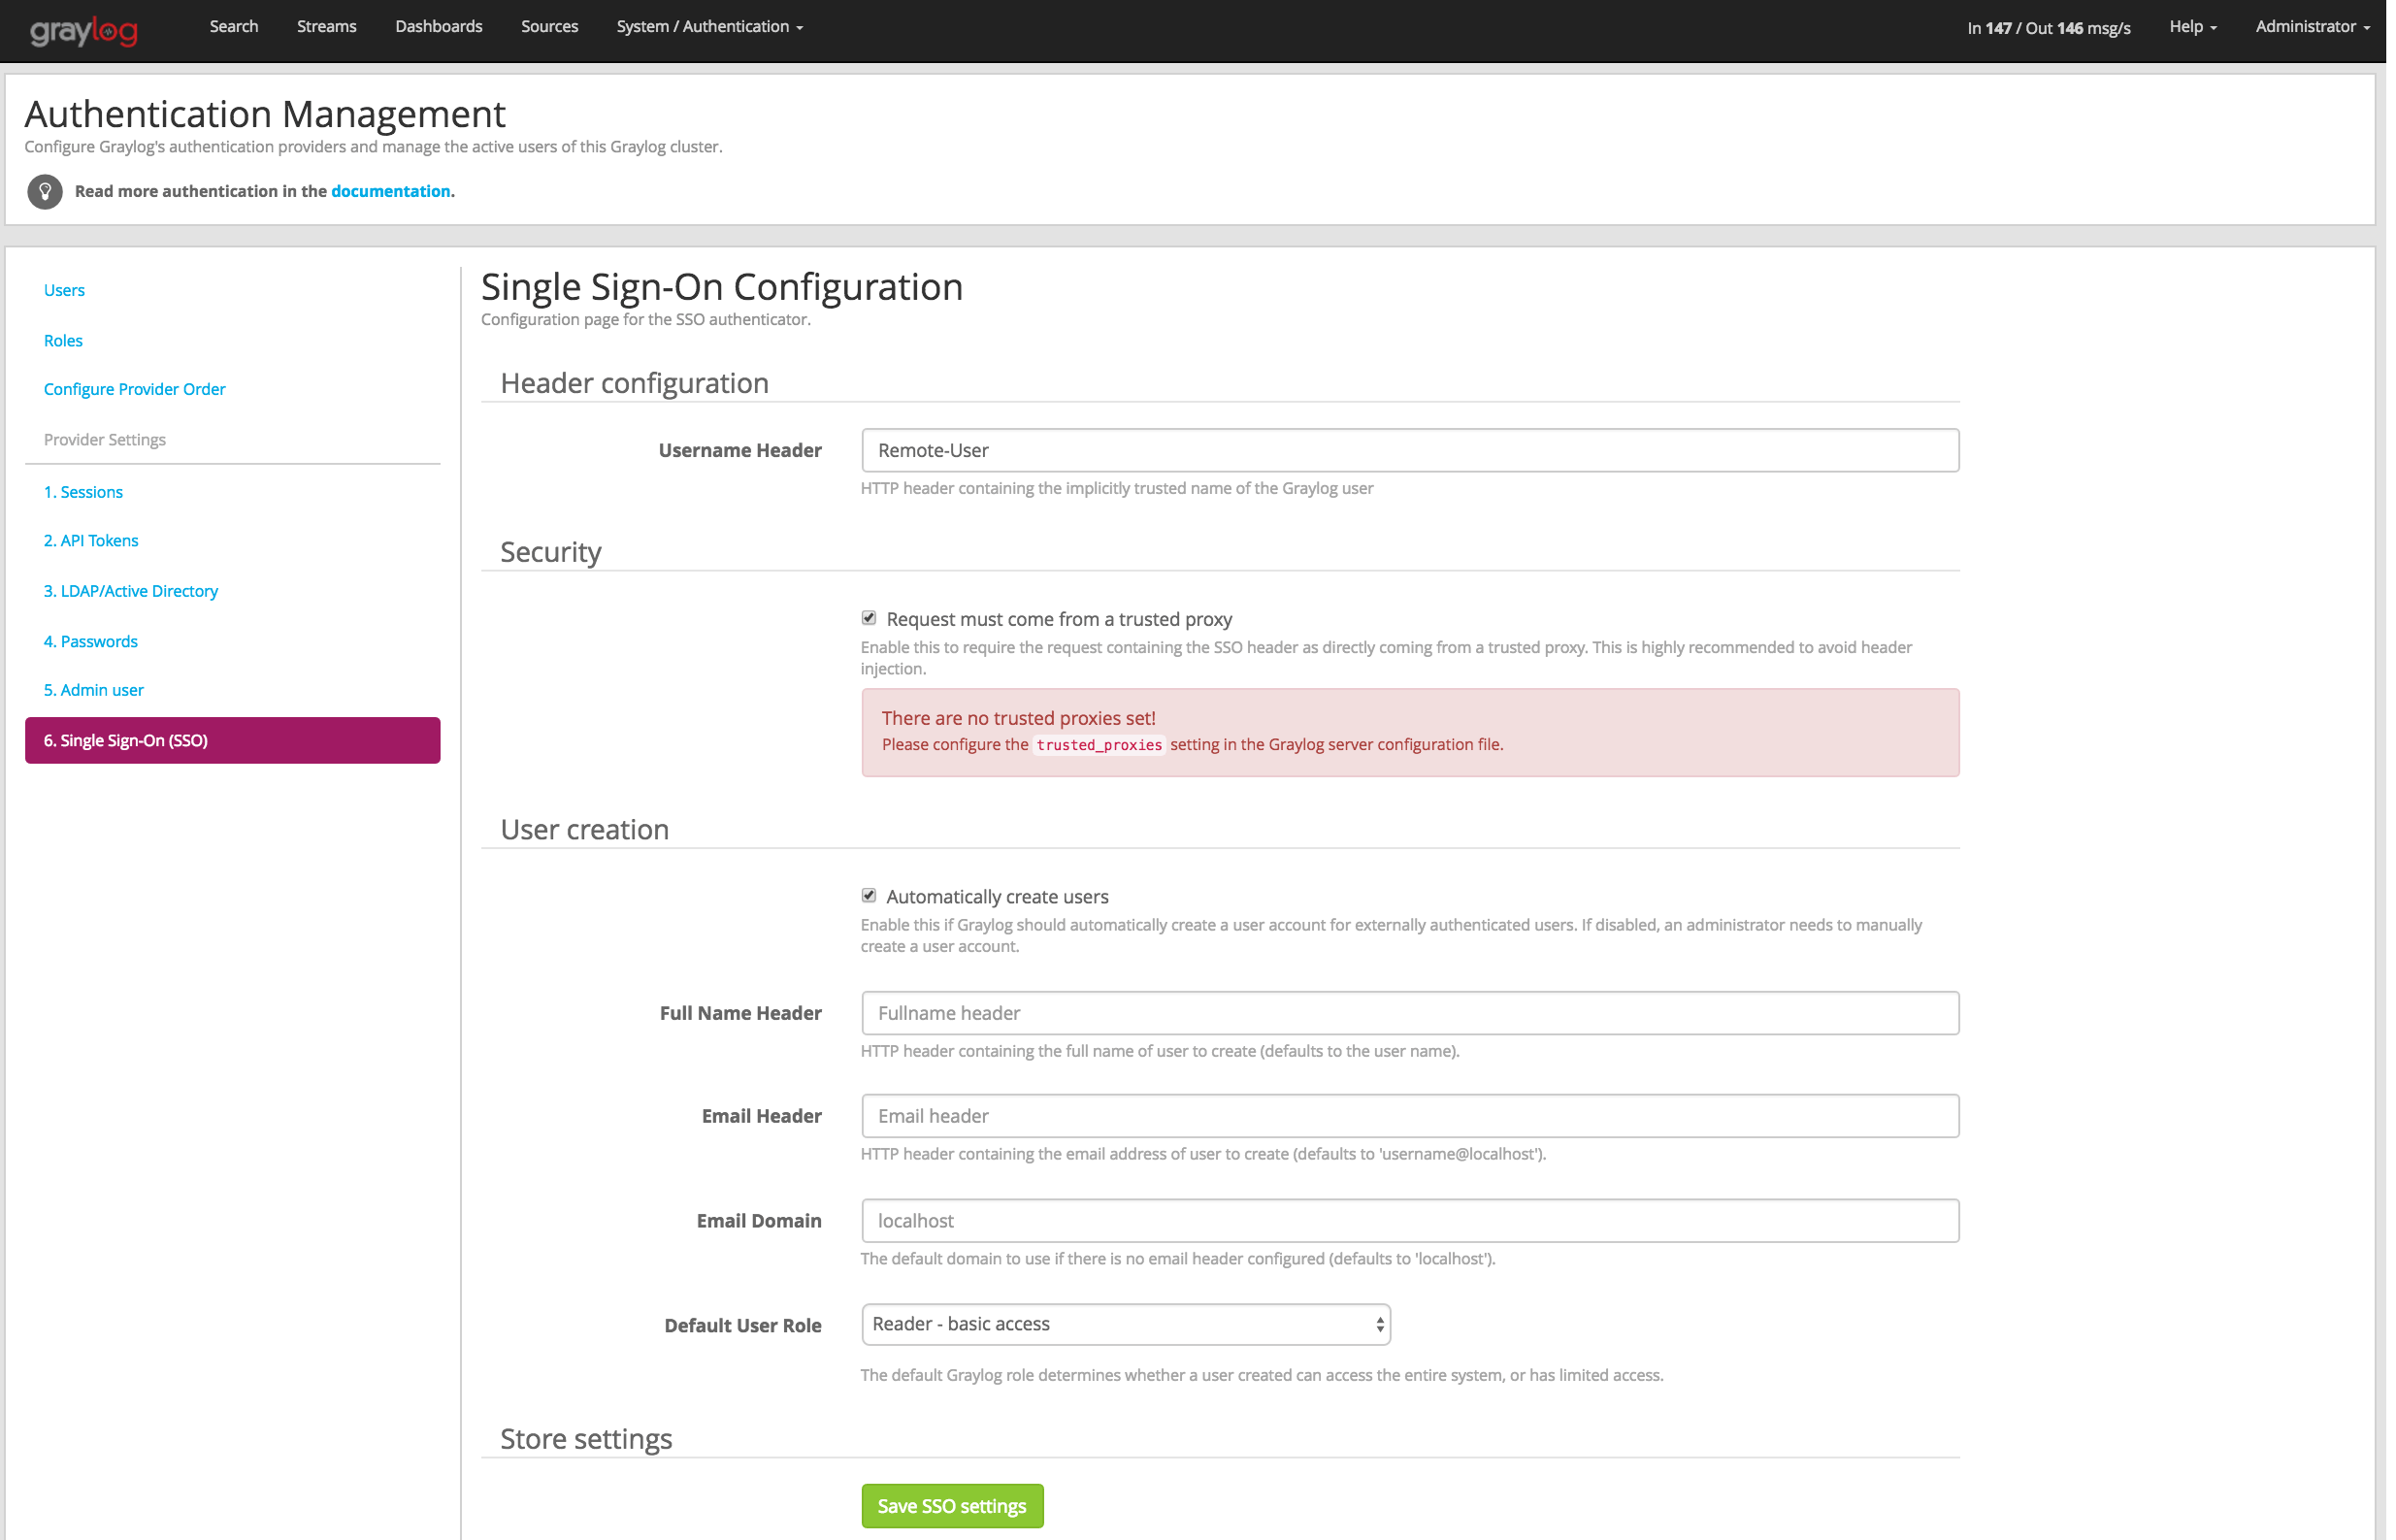 graylog
Search Streams Dashboards Sources System / Authentication In 147 / Out 146 msg/s Help Administrator
Authentication Management
Configure Graylog's authentication providers and manage the active users of this Graylog cluster.
Read more authentication in the documentation.
Users
Roles
Configure Provider Order
Provider Settings
1. Sessions
2. API Tokens
3. LDAP/Active Directory
4. Passwords
5. Admin user
6. Single Sign-On (SSO)
Single Sign-On Configuration
Configuration page for the SSO authenticator.
Header configuration
Username Header Remote-User
HTTP header containing the implicitly trusted name of the Graylog user
Security
Request must come from a trusted proxy
Enable this to require the request containing the SSO header as directly coming from a trusted proxy. This is highly recommended to avoid header
injection.
There are no trusted proxies set!
Please configure the trusted_proxies setting in the Graylog server configuration file.
User creation
Automatically create users
Enable this if Graylog should automatically create a user account for externally authenticated users. If disabled, an administrator needs to manually
create a user account.
Full Name Header Fullname header
HTTP header containing the full name of user to create (defaults to the user name).
Email Header Email header
HTTP header containing the email address of user to create (defaults to 'username@localhost').
Email Domain localhost
The default domain to use if there is no email header configured (defaults to 'localhost').
Default User Role Reader - basic access
The default Graylog role determines whether a user created can access the entire system, or has limited access.
Store settings
Save SSO settings